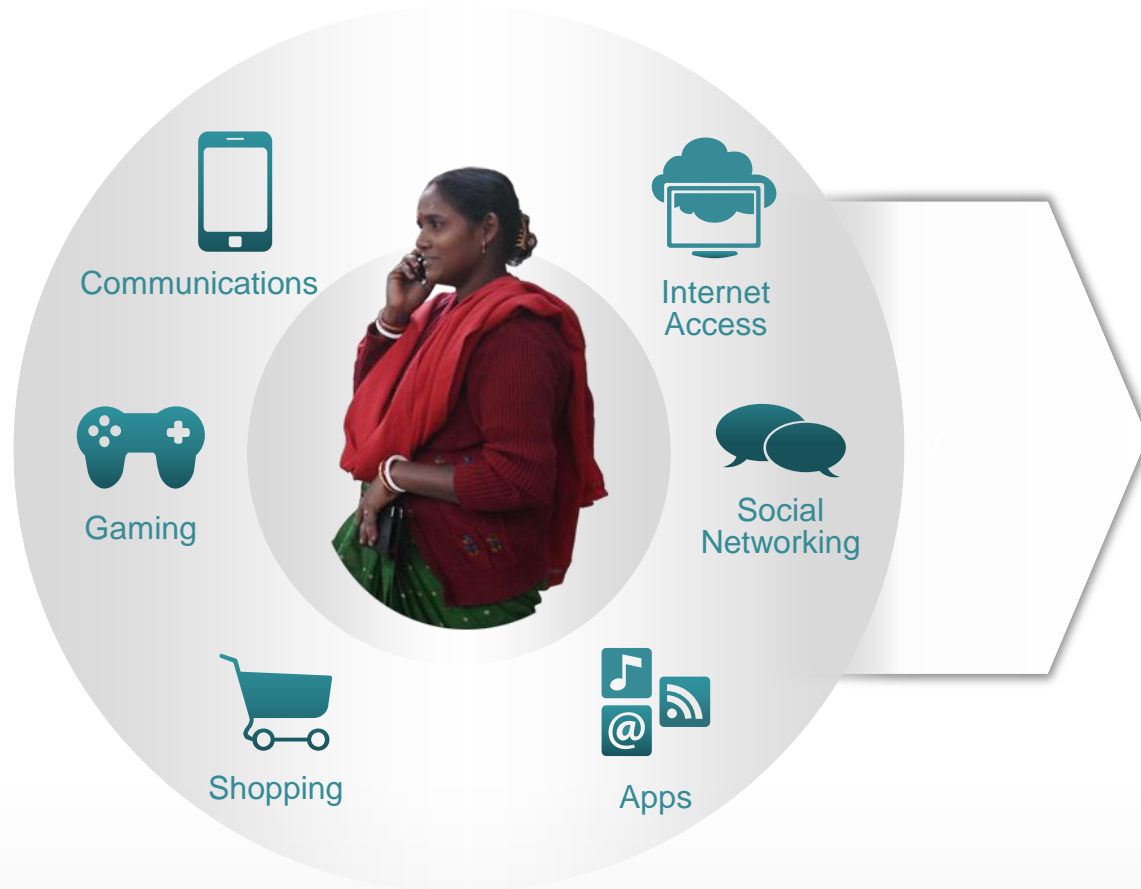 Communications
Internet
Access
Gaming
Social
Networking
Shopping
Apps